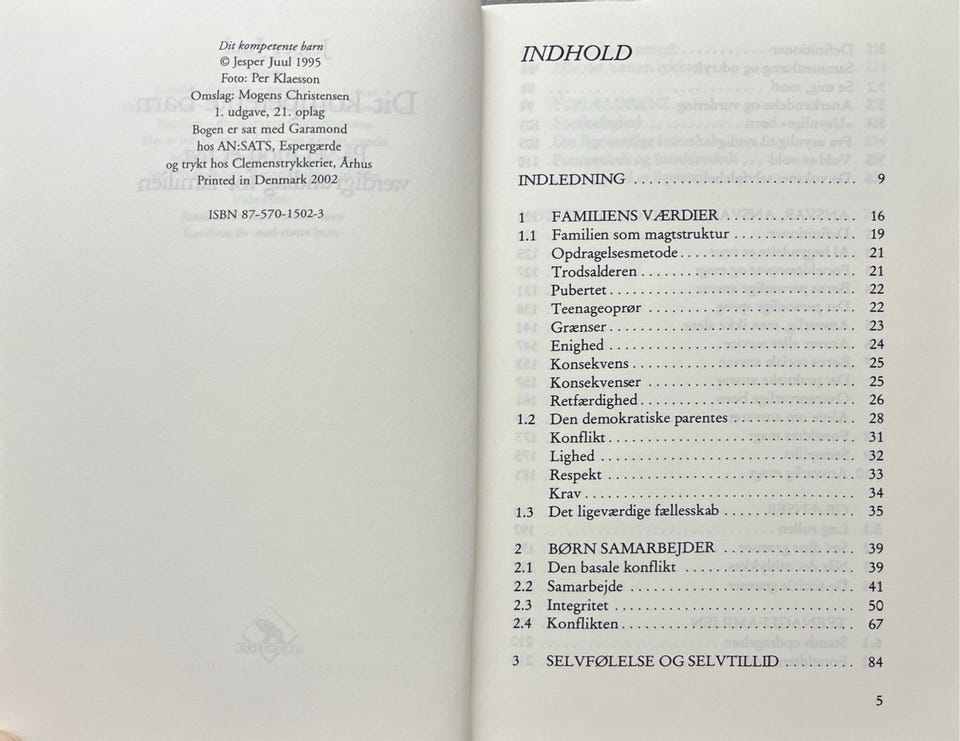 Dit kompetente barn
© Jesper Juul 1995
Foto: Per Klaesson
Omslag: Mogens Christensen
1. udgave, 21. oplag
Bogen er sat med Garamond
hos AN:SATS, Espergærde
og trykt hos Clemenstrykkeriet, Århus
Printed in Denmark 2002
ISBN 87-570-1502-3
INDHOLD
INDLEDNING . . . . . . . . . . . . . . . . . . . . . . . . . . . . . 9
1 FAMILIENS VÆRDIER . . . . . . . . . . . . . . . . . . 16
1.1 Familien som magtstruktur . . . . . . . . . . . . . . . . 19
Opdragelsesmetode . . . . . . . . . . . . . . . . . . . . . . . 21
Trodsalderen . . . . . . . . . . . . . . . . . . . . . . . . . . . . 21
Pubertet . . . . . . . . . . . . . . . . . . . . . . . . . . . . . . . . 22
Teenageoprør . . . . . . . . . . . . . . . . . . . . . . . . . . . 22
Grænser . . . . . . . . . . . . . . . . . . . . . . . . . . . . . . . . 23
Enighed . . . . . . . . . . . . . . . . . . . . . . . . . . . . . . . . 24
Konsekvens . . . . . . . . . . . . . . . . . . . . . . . . . . . . . 25
Konsekvenser . . . . . . . . . . . . . . . . . . . . . . . . . . . 25
Retfærdighed . . . . . . . . . . . . . . . . . . . . . . . . . . . . 26
1.2 Den demokratiske parentes . . . . . . . . . . . . . . . . 28
Konflikt . . . . . . . . . . . . . . . . . . . . . . . . . . . . . . . . 31
Lighed . . . . . . . . . . . . . . . . . . . . . . . . . . . . . . . . . 32
Respekt . . . . . . . . . . . . . . . . . . . . . . . . . . . . . . . . 33
Krav . . . . . . . . . . . . . . . . . . . . . . . . . . . . . . . . . . . 34
1.3 Det ligeværdige fællesskab . . . . . . . . . . . . . . . . . 35
2 BØRN SAMARBEJDER . . . . . . . . . . . . . . . . . 39
2.1 Den basale konflikt . . . . . . . . . . . . . . . . . . . . . . 39
2.2 Samarbejde . . . . . . . . . . . . . . . . . . . . . . . . . . . . . 41
2.3 Integritet . . . . . . . . . . . . . . . . . . . . . . . . . . . . . . . 50
2.4 Konflikten . . . . . . . . . . . . . . . . . . . . . . . . . . . . . . 67
3 SELVFØLELSE OG SELVTILLID . . . . . . . . . 84
5